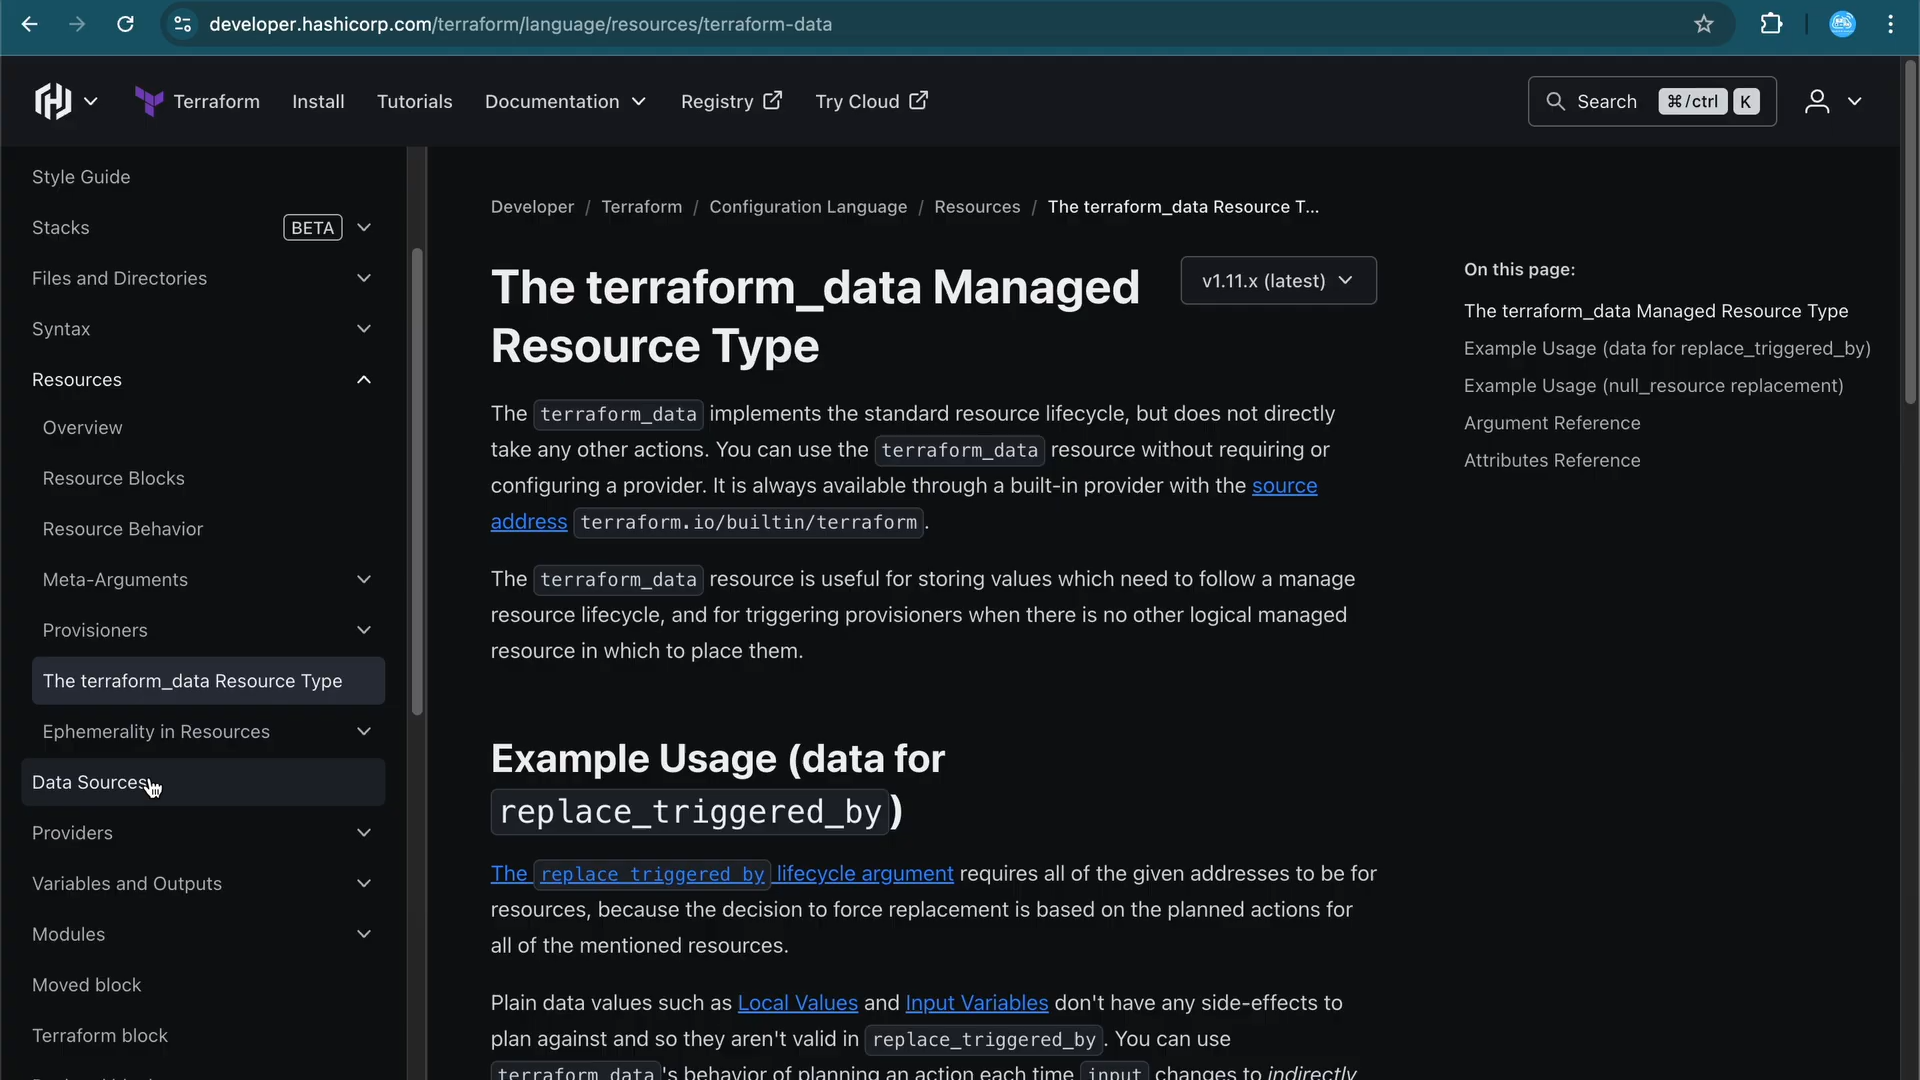 developer.hashicorp.com/terraform/language/resources/terraform-data
Terraform
Install
Tutorials
Documentation
Registry
Try Cloud
Search
⌘/ctrl
K
Style Guide
Stacks
BETA
Files and Directories
Syntax
Resources
Overview
Resource Blocks
Resource Behavior
Meta-Arguments
Provisioners
The terraform_data Resource Type
Ephemerality in Resources
Data Sources
Providers
Variables and Outputs
Modules
Moved block
Terraform block
Developer / Terraform / Configuration Language / Resources / The terraform_data Resource T...
The terraform_data Managed
Resource Type
v1.11.x (latest)
The terraform_data implements the standard resource lifecycle, but does not directly
take any other actions. You can use the terraform_data resource without requiring or
configuring a provider. It is always available through a built-in provider with the source
address terraform.io/builtin/terraform.
The terraform_data resource is useful for storing values which need to follow a manage
resource lifecycle, and for triggering provisioners when there is no other logical managed
resource in which to place them.
Example Usage (data for
replace_triggered_by)
The replace_triggered_by lifecycle argument requires all of the given addresses to be for
resources, because the decision to force replacement is based on the planned actions for
all of the mentioned resources.
Plain data values such as Local Values and Input Variables don't have any side-effects to
plan against and so they aren't valid in replace_triggered_by. You can use
terraform_data's behavior of planning an action each time input changes to indirectly
On this page:
The terraform_data Managed Resource Type
Example Usage (data for replace_triggered_by)
Example Usage (null_resource replacement)
Argument Reference
Attributes Reference